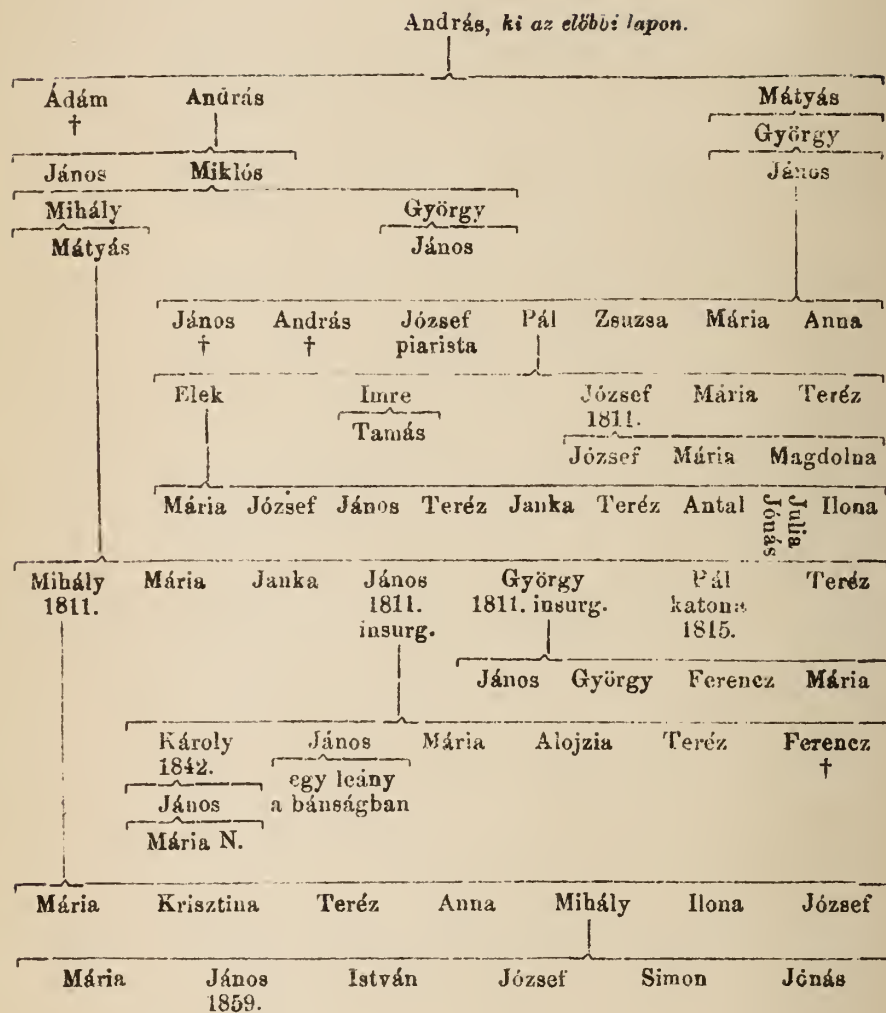 András, ki az előbbi lapon.
Ádám András Mátyás
†
György
János Miklós János
Mihály György
Mátyás János
János András József Pál Zsuzsa Mária Anna
† † piarista
Elek Imre József Mária Teréz
1811.
Tamás
József Mária Magdolna
Mária József János Teréz Janka Teréz Antal Julia Jónás Ilona
Mihály Mária Janka János György Pál Teréz
1811. 1811. 1811. insurg. katona
insurg. 1815.
János György Ferencz Mária
Károly János Mária Alojzia Teréz Ferencz
1842. †
egy leány
János a bánságban
Mária N.
Mária Krisztina Teréz Anna Mihály Ilona József
Mária János István József Simon Jónás
1859.